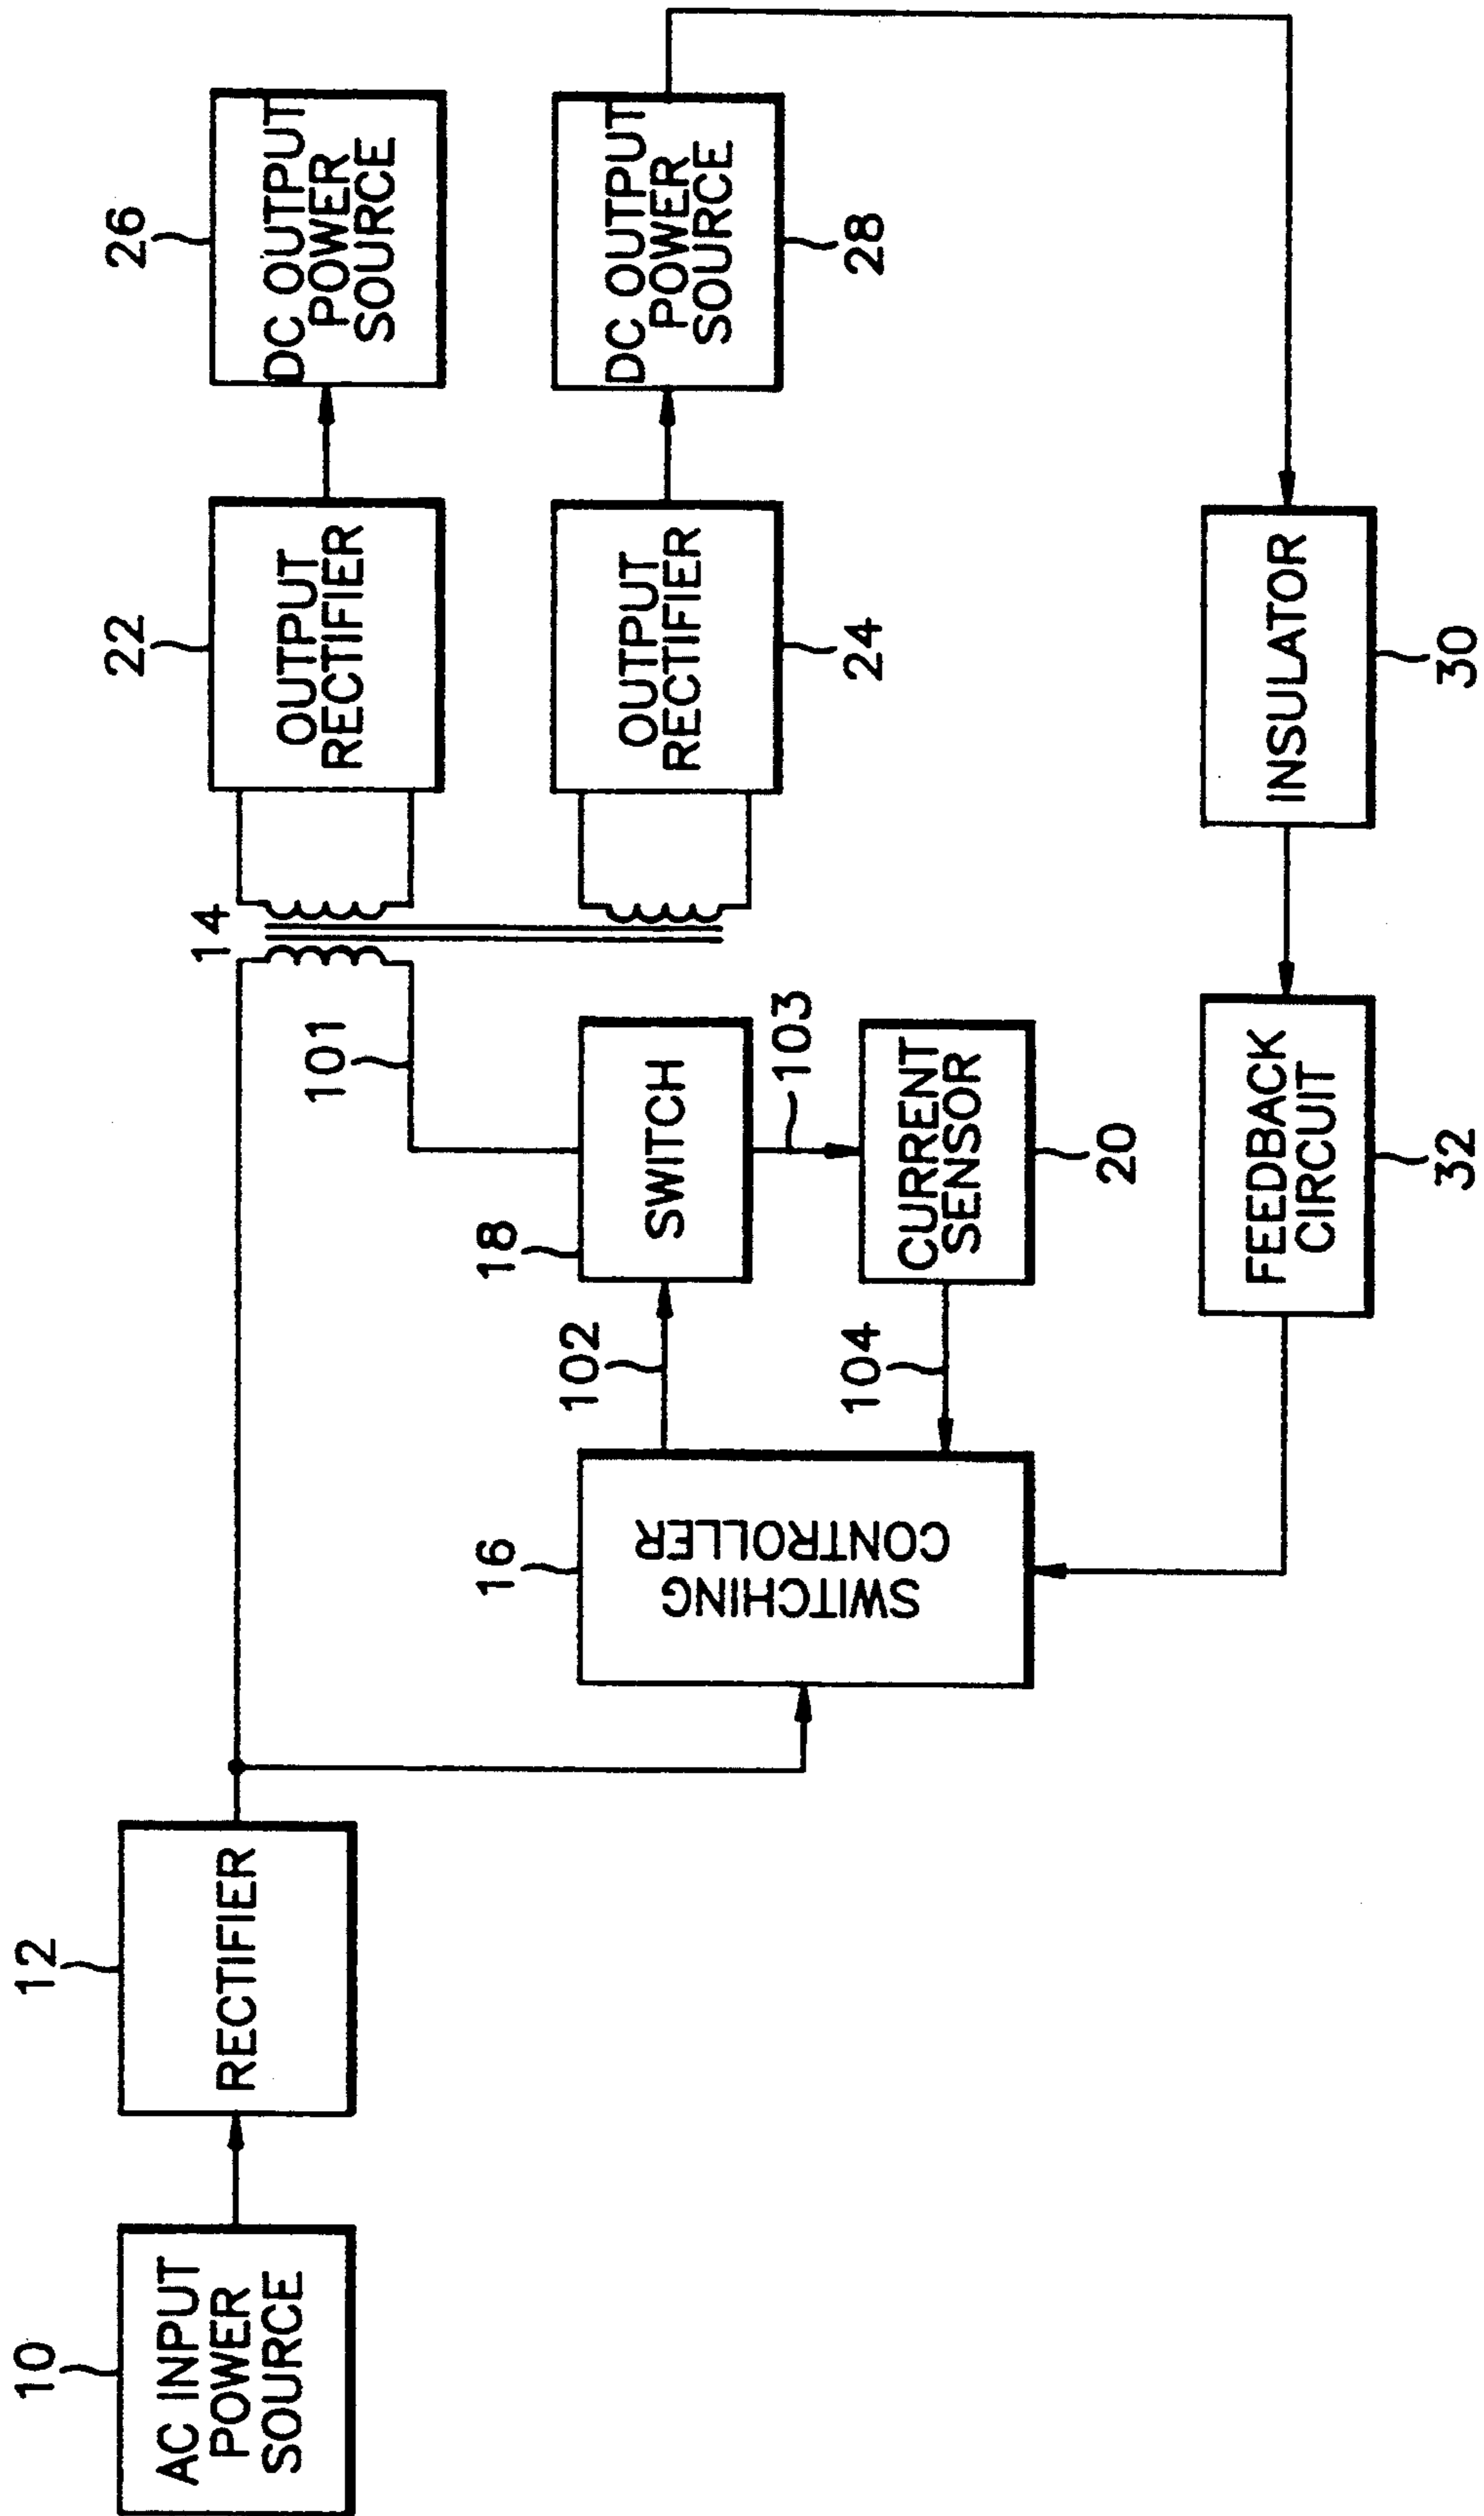 10
AC INPUT
POWER
SOURCE
12
RECTIFIER
14
101
22
OUTPUT
RECTIFIER
26
DC OUTPUT
POWER
SOURCE
16
SWITCHING
CONTROLLER
102
18
SWITCH
103
104
CURRENT
SENSOR
20
OUTPUT
RECTIFIER
24
DC OUTPUT
POWER
SOURCE
28
FEEDBACK
CIRCUIT
32
INSULATOR
30